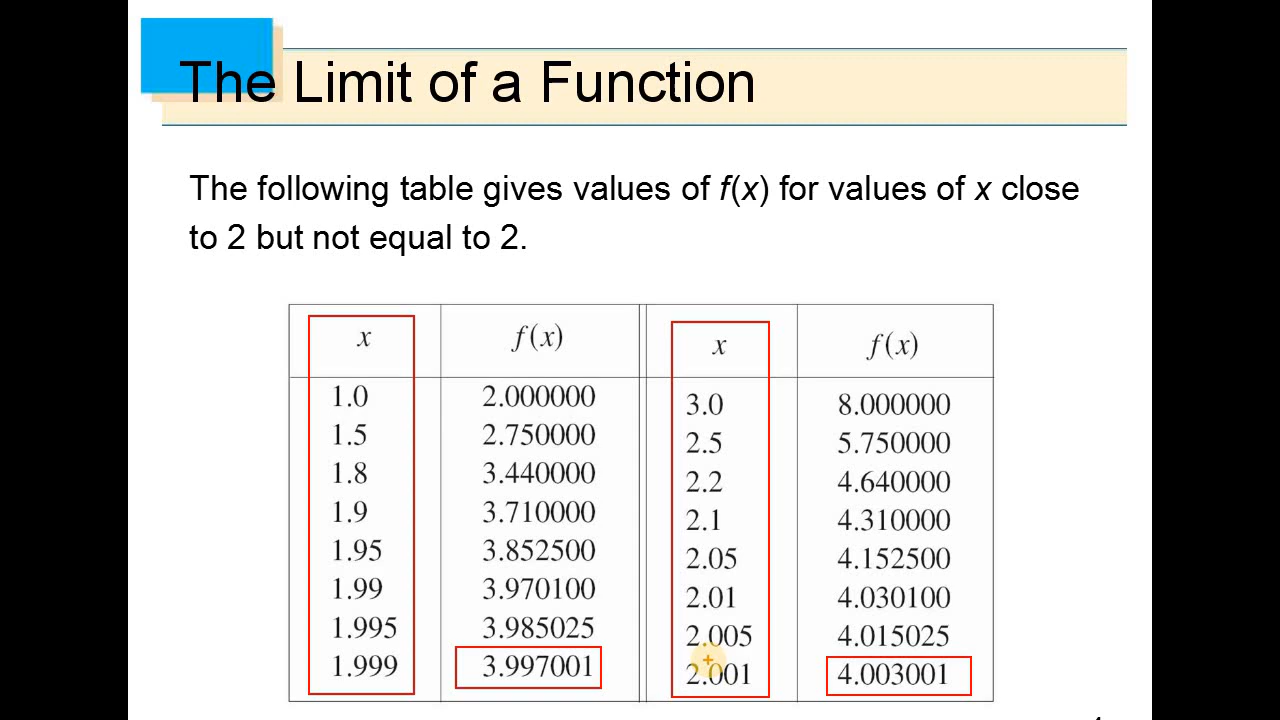 The Limit of a Function
The following table gives values of f(x) for values of x close
to 2 but not equal to 2.
x f(x) x f(x)
1.0 2.000000 3.0 8.000000
1.5 2.750000 2.5 5.750000
1.8 3.440000 2.2 4.640000
1.9 3.710000 2.1 4.310000
1.95 3.852500 2.05 4.152500
1.99 3.970100 2.01 4.030100
1.995 3.985025 2.005 4.015025
1.999 3.997001 2.001 4.003001